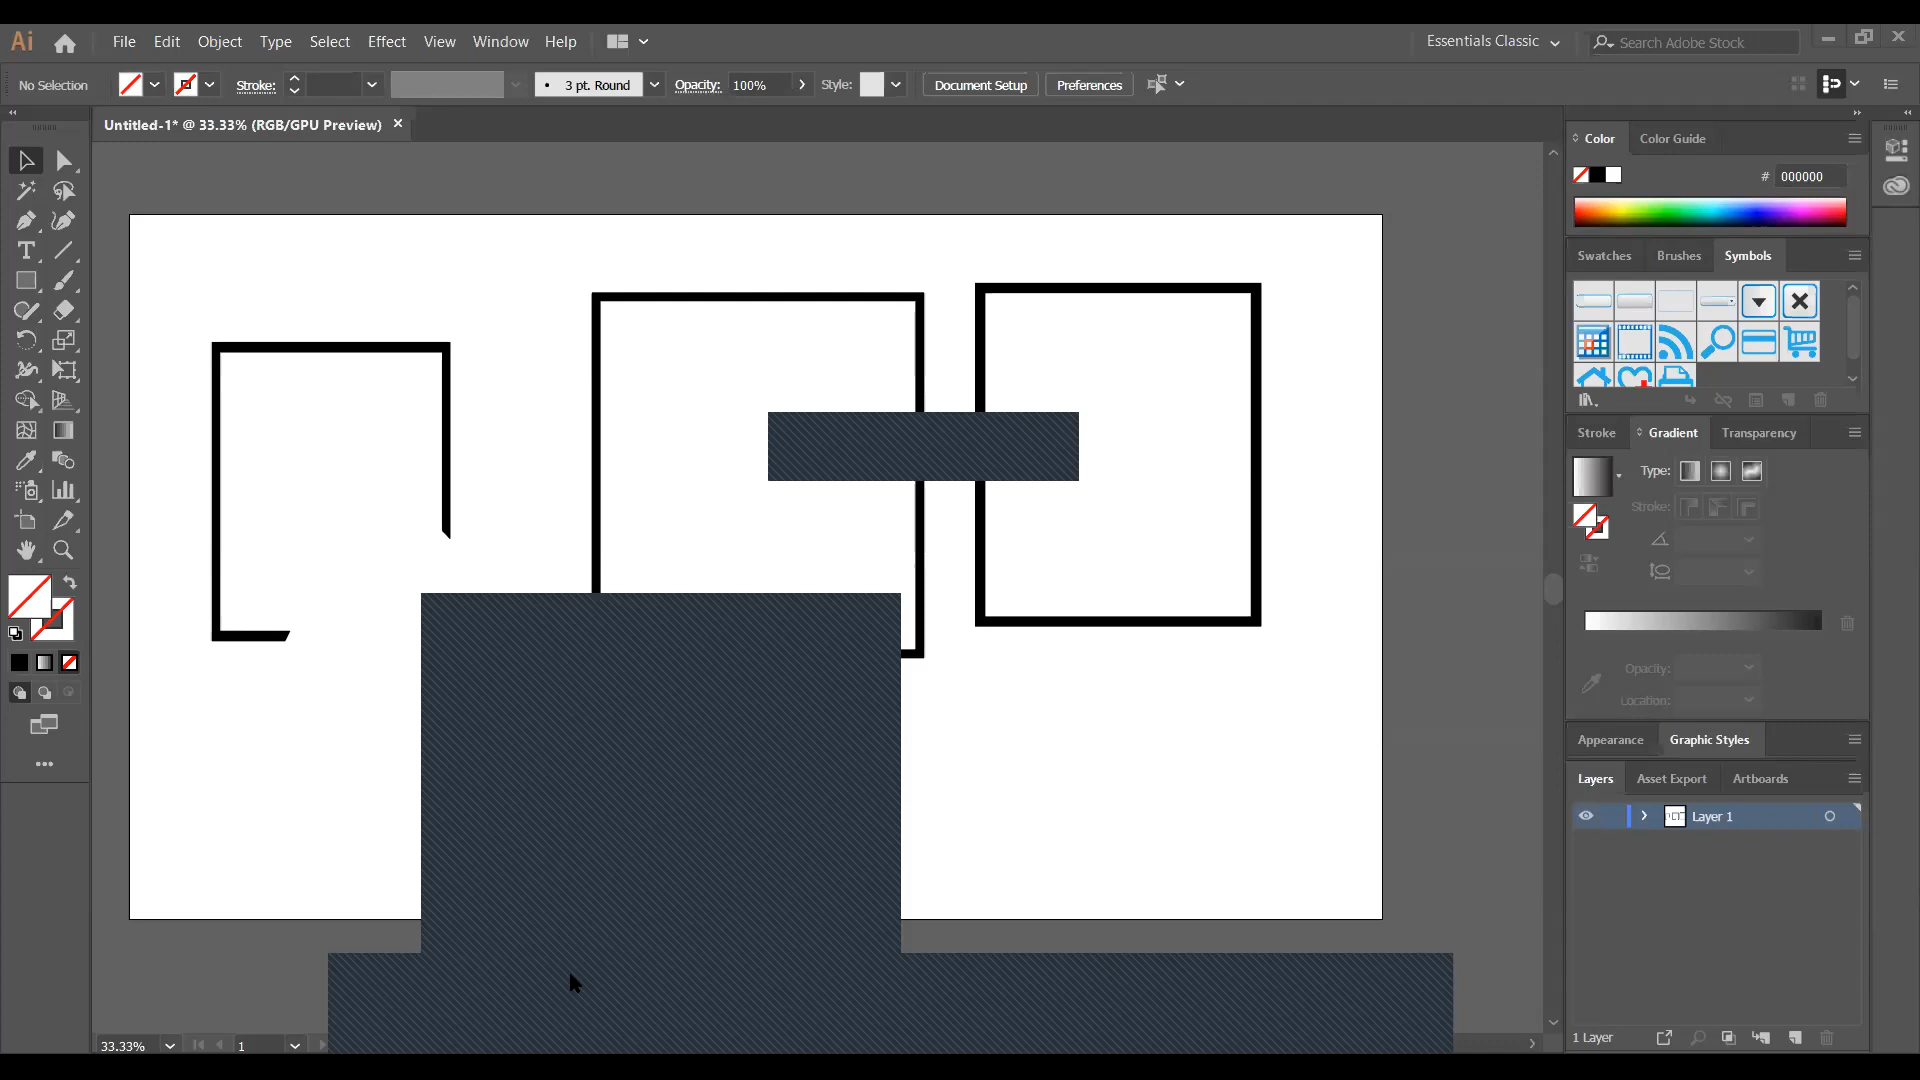 Ai
File Edit Object Type Select Effect View Window Help
Essentials Classic
Search Adobe Stock
No Selection
Stroke:
3 pt. Round
Opacity: 100%
Style:
Document Setup
Preferences
Untitled-1* @ 33.33% (RGB/GPU Preview)
Color
Color Guide
# 000000
Swatches
Brushes
Symbols
Stroke
Gradient
Transparency
Type:
Stroke:
Opacity:
Location:
Appearance
Graphic Styles
Layers
Asset Export
Artboards
Layer 1
33.33%
1
1 Layer